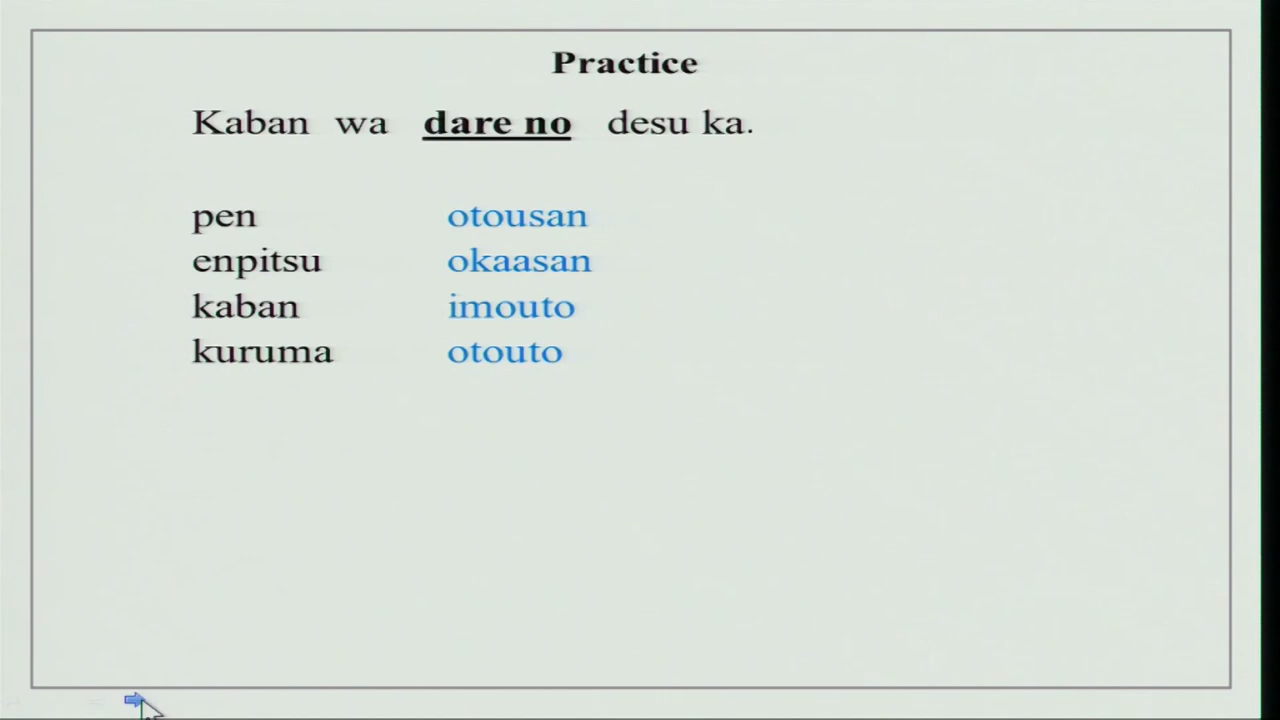 Practice
Kaban wa dare no desu ka.
pen otousan
enpitsu okaasan
kaban imouto
kuruma otouto